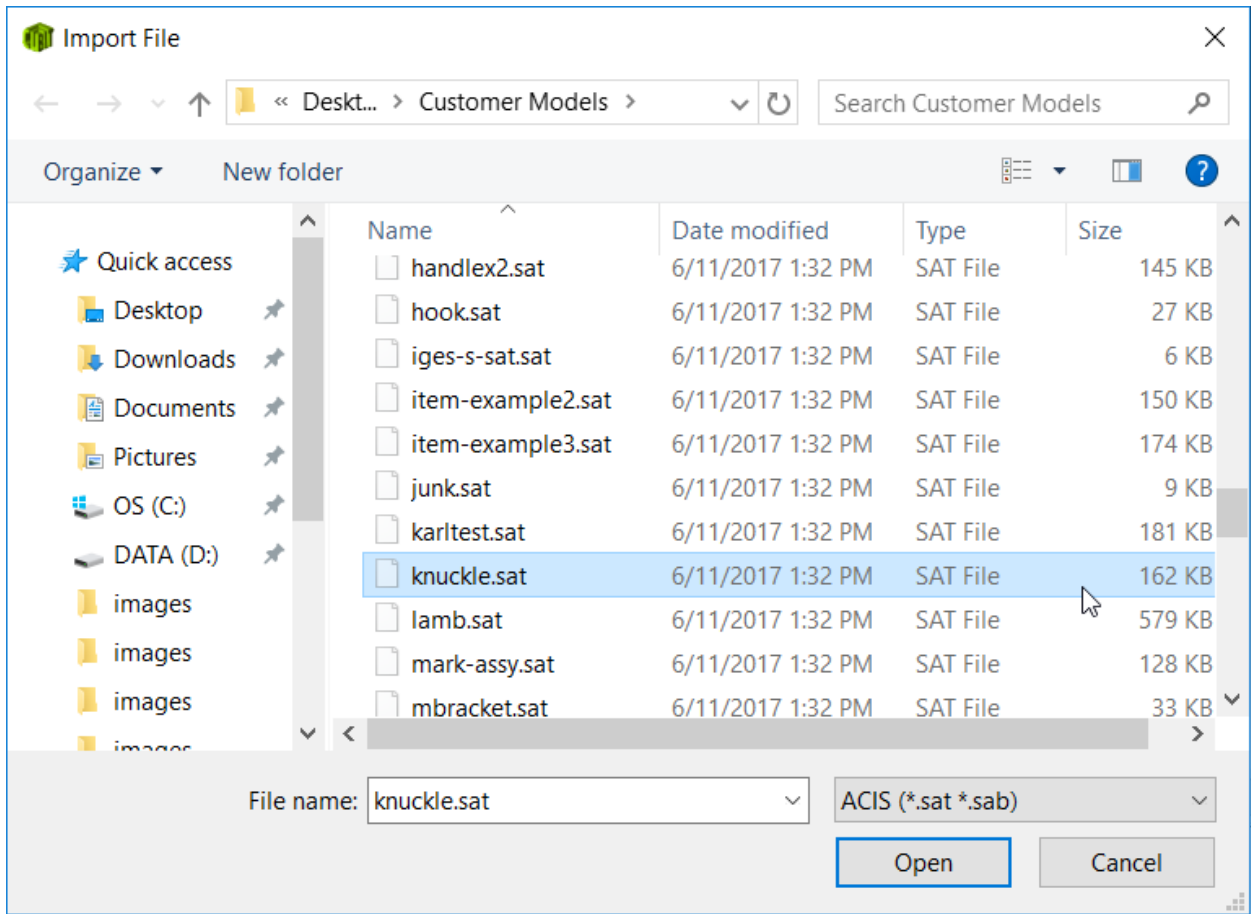 Import File
« Deskt... > Customer Models >
Search Customer Models
Organize
New folder
?
Name
Date modified
Type
Size
Quick access
Desktop
Downloads
Documents
Pictures
OS (C:)
DATA (D:)
images
images
images
images
handlex2.sat 6/11/2017 1:32 PM SAT File 145 KB
hook.sat 6/11/2017 1:32 PM SAT File 27 KB
iges-s-sat.sat 6/11/2017 1:32 PM SAT File 6 KB
item-example2.sat 6/11/2017 1:32 PM SAT File 150 KB
item-example3.sat 6/11/2017 1:32 PM SAT File 174 KB
junk.sat 6/11/2017 1:32 PM SAT File 9 KB
karltest.sat 6/11/2017 1:32 PM SAT File 181 KB
knuckle.sat 6/11/2017 1:32 PM SAT File 162 KB
lamb.sat 6/11/2017 1:32 PM SAT File 579 KB
mark-assy.sat 6/11/2017 1:32 PM SAT File 128 KB
mbracket.sat 6/11/2017 1:32 PM SAT File 33 KB
File name: knuckle.sat
ACIS (*.sat *.sab)
Open
Cancel